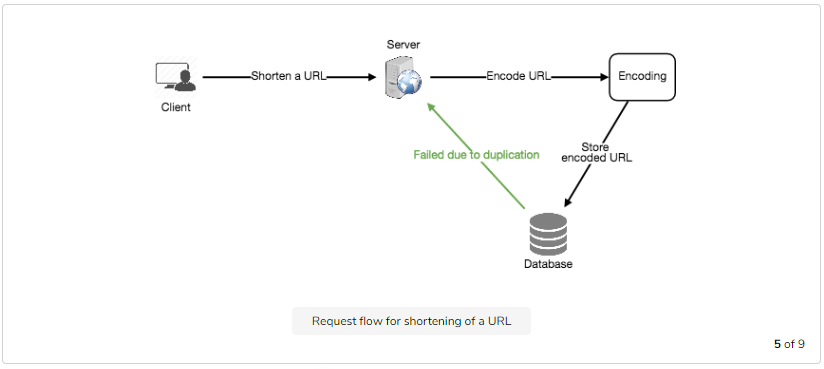 Server
Shorten a URL
Encode URL
Encoding
Client
Failed due to duplication
Store
encoded URL
Database
Request flow for shortening of a URL
5 of 9